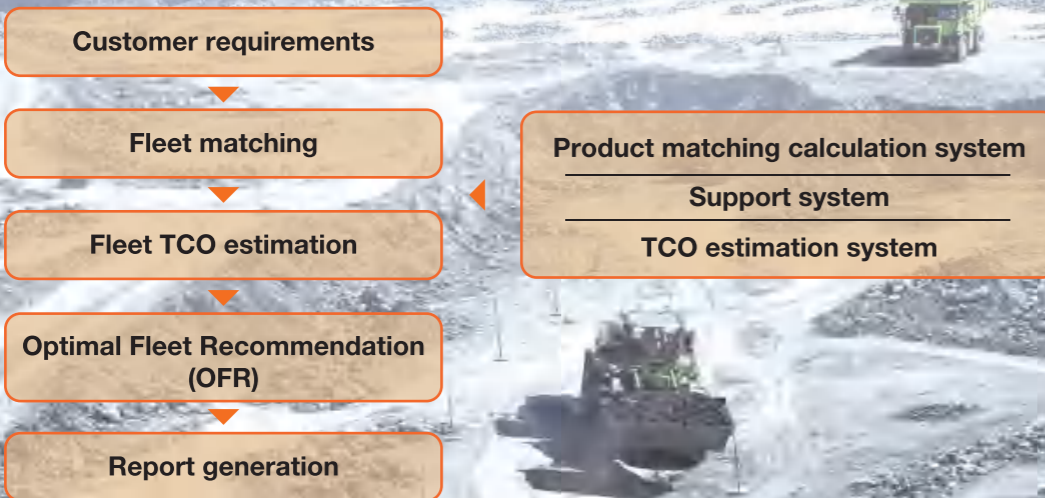 Customer requirements
Fleet matching
Fleet TCO estimation
Optimal Fleet Recommendation
(OFR)
Report generation
Product matching calculation system
Support system
TCO estimation system